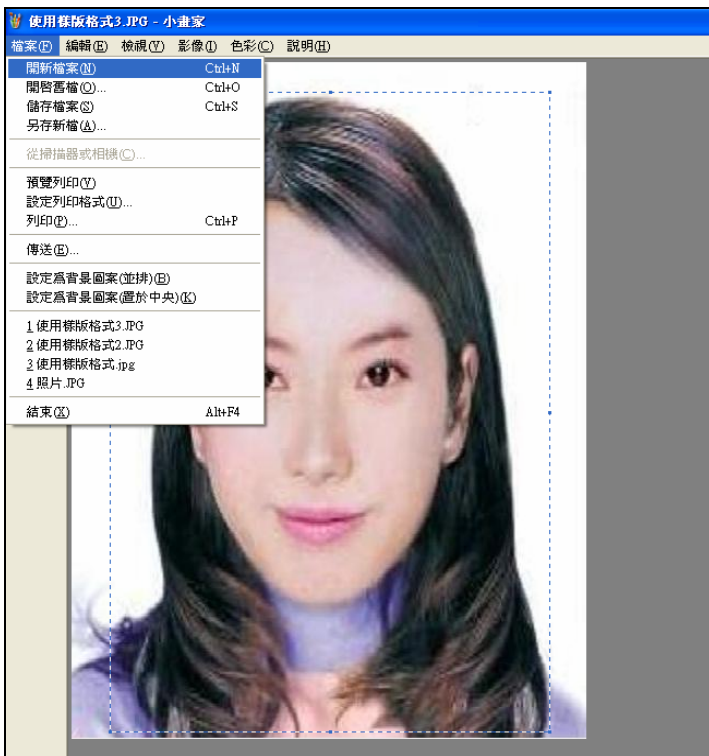 使用樣版格式3.JPG - 小畫家
檔案(F) 編輯(E) 檢視(V) 影像(I) 色彩(C) 說明(H)
開新檔案(N) Ctrl+N
開啓舊檔(O)... Ctrl+O
儲存檔案(S) Ctrl+S
另存新檔(A)...
從掃描器或相機(C)...
預覽列印(V)
設定列印格式(U)...
列印(P)... Ctrl+P
傳送(E)...
設定爲背景圖案(並排)(B)
設定爲背景圖案(置於中央)(K)
1 使用樣版格式3.JPG
2 使用樣版格式2.JPG
3 使用樣版格式.jpg
4 照片.JPG
結束(X) Alt+F4